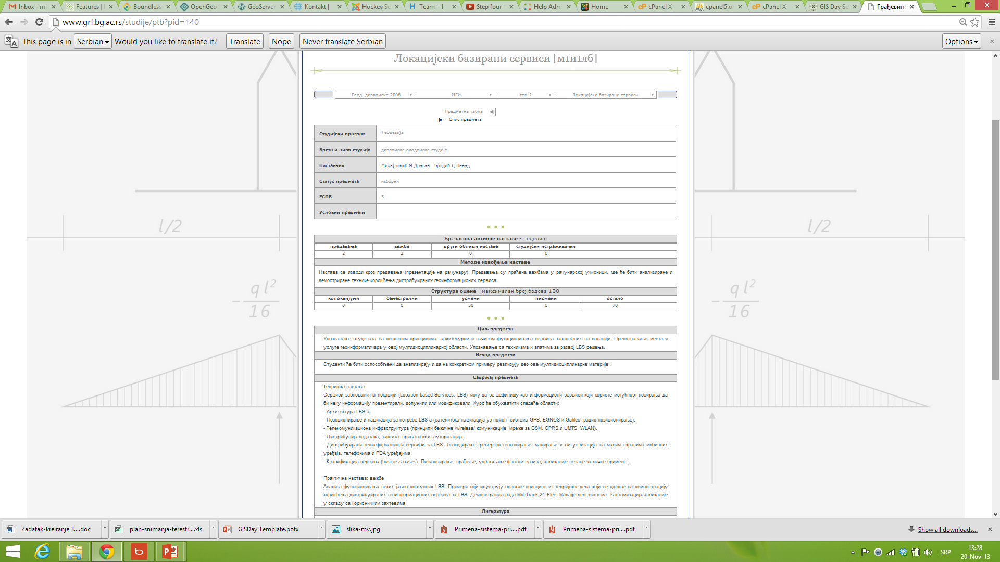 Inbox - mi
Features |
Boundless
OpenGeo
GeoServer
Kontakt |
Hockey Se
Team - 1
Step four -
Help Adm
Home
cPanel X
cpanel5.or
cPanel X
GIS Day Se
Грађевинс
www.grf.bg.ac.rs/studije/ptb?pid=140
This page is in Serbian Would you like to translate it? Translate Nope Never translate Serbian Options
Локацијски базирани сервиси [м1и1лб]
Геод. дипломске 2008 МГИ сем 2 Локацијски базирани сервиси
Предметна табла
Опис предмета
Студијски програм Геодезија
Врста и ниво студија дипломске академске студије
Наставник Михајловић М Драган Бродић Д Ненад
Статус предмета изборни
ЕСПБ 5
Условни предмети
l/2 l/2
Бр. часова активне наставе - недељно
предавања вежбе други облици наставе студијски истраживачки
2 2 0 0
Методе извођења наставе
Настава се изводи кроз предавања (презентације на рачунару). Предавања су праћена вежбама у рачунарској учионици, где ће бити анализиране и
демостриране технике коришћења дистрибуираних геоинформационих сервиса.
- q l² / 16 - q l² / 16
Структура оцене - максималан број бодова 100
колоквијуми семестрални усмени писмени остало
0 0 30 0 70
Циљ предмета
Упознавање студената са основним принципима, архитектуром и начином функционисања сервиса заснованих на локацији. Препознавање места и
услуге геоинформатичара у овој мултидисциплинарној области. Упознавање са техникама и алатима за развој LBS решења.
Исход предмета
Студенти ће бити оспособљени да анализирају и да на конкретном примеру реализују део ове мултидисциплинарне материје.
Садржај предмета
Теоријска настава:
Сервиси засновани на локацији (Location-based Services, LBS) могу да се дефинишу као информациони сервиси који користе могућност лоцирања да
би неку информацију презентирали, допунили или модификовали. Курс ће обухватити следеће области:
- Архитектура LBS-а.
- Позоционирање и навигација за потребе LBS-а (сателитска навигација уз помоћ система GPS, EGNOS и Galileo, радио позиционирање).
- Телекомуникациона инфраструктура (принципи бежичне /wireless/ комуникације, мреже за GSM, GPRS и UMTS; WLAN).
- Дистрибуција података, заштита приватности, ауторизација.
- Дистрибуирани геоинформациони сервиси за LBS. Геокодирање, реверзно геокодирање, мапирање и визуелизација на малим екранима мобилних
уређаја, телефонима и PDA уређајима.
- Класификација сервиса (business-cases). Позизонирање, праћење, управљање флотом возила, апликације везане за личне примене,...
Практична настава: вежбе
Анализа функционисања неких јавно доступних LBS. Примери који илуструју основне принципе из теоријског дела који се односе на демонстрацију
коришћења дистрибуираних геоинформационих сервиса за LBS. Демонстрација рада MobTrack:24 Fleet Management система. Кастомизација апликације
у складу са корисничким захтевима.
Литература
Zadatak-kreiranje 3....doc
plan-snimanja-terestr....xls
GISDay Template.potx
slika-mv.jpg
Primena-sistema-pri....pdf
Primena-sistema-pri....pdf
Show all downloads...
SRP
13:28
20-Nov-13